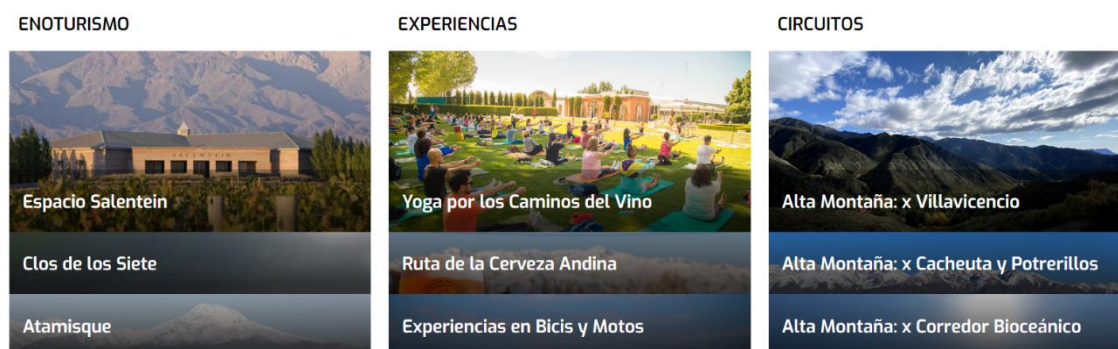 ENOTURISMO
SALENTEIN
Espacio Salentein
Clos de los Siete
Atamisque
EXPERIENCIAS
Yoga por los Caminos del Vino
Ruta de la Cerveza Andina
Experiencias en Bicis y Motos
CIRCUITOS
Alta Montaña: x Villavicencio
Alta Montaña: x Cacheuta y Potrerillos
Alta Montaña: x Corredor Bioceánico